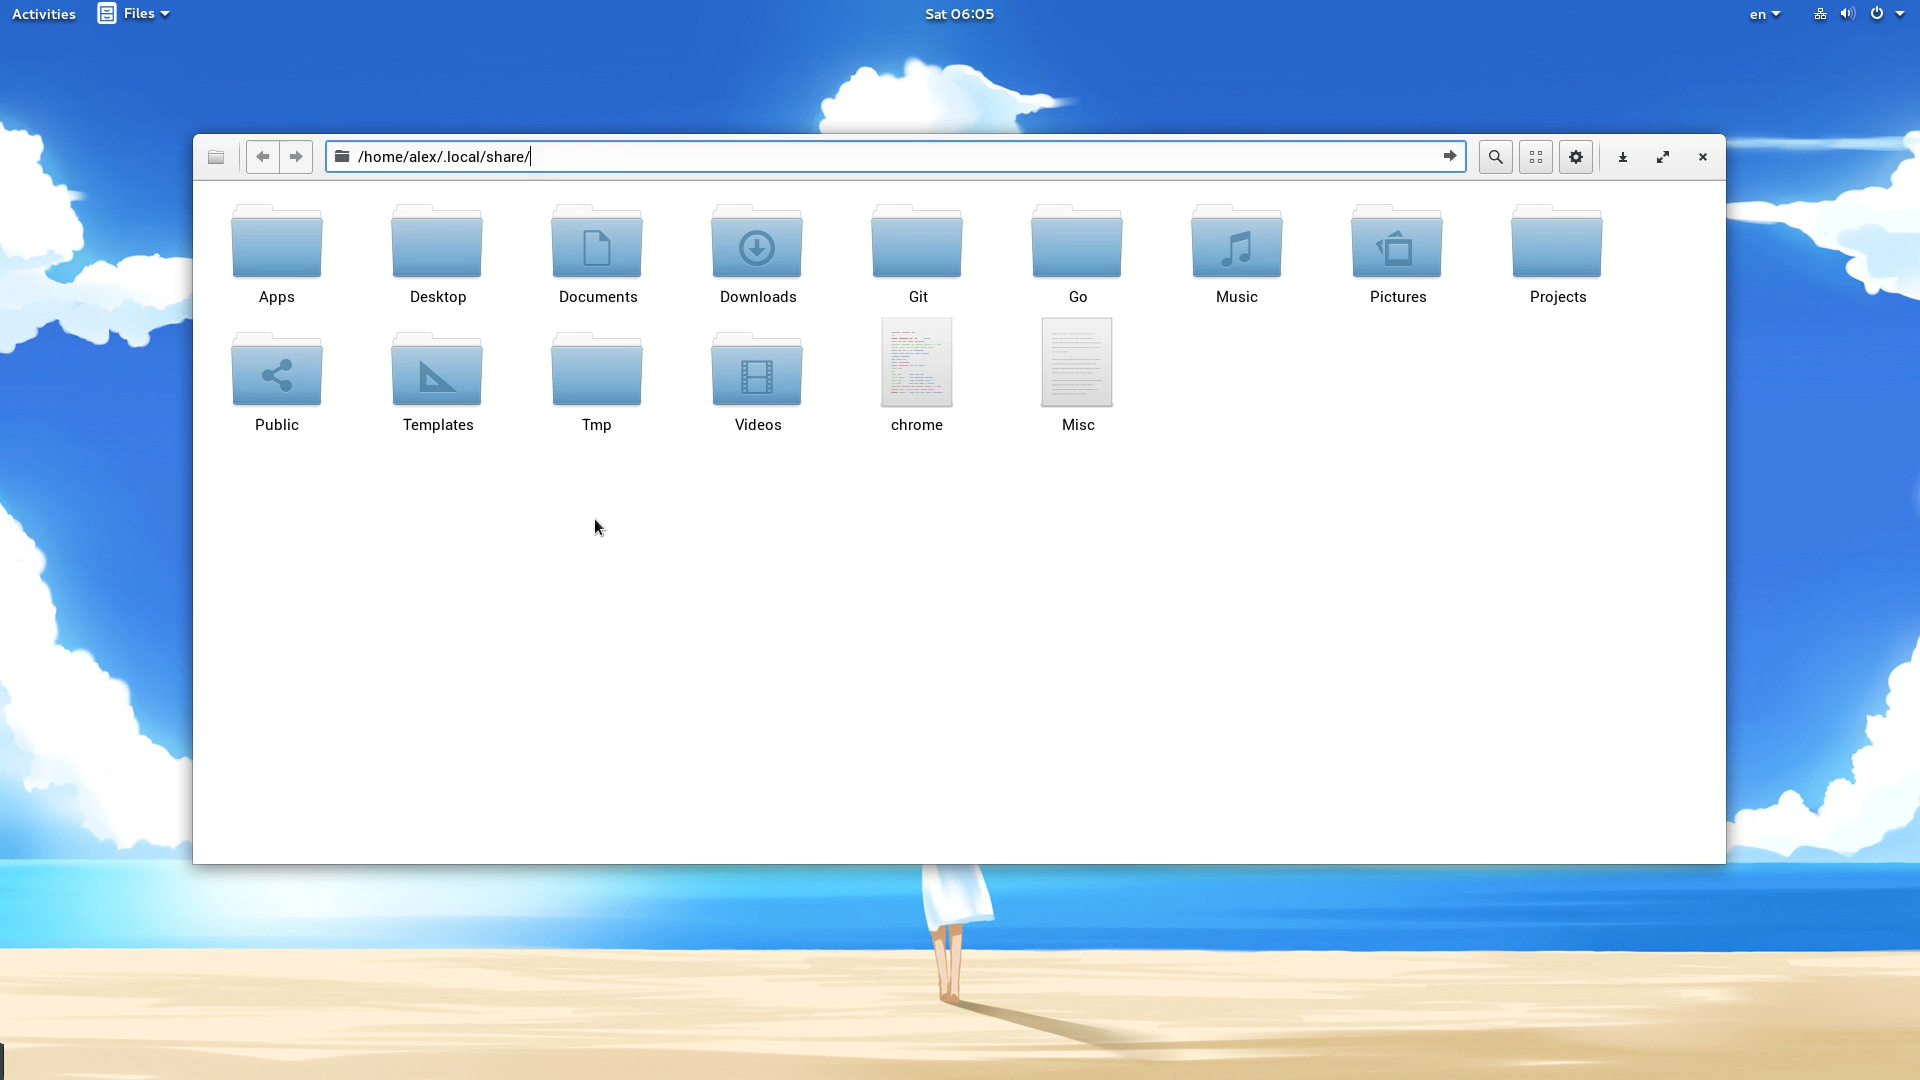 Activities Files Sat 06:05 en
/home/alex/.local/share/
Apps Desktop Documents Downloads Git Go Music Pictures Projects
Public Templates Tmp Videos chrome Misc